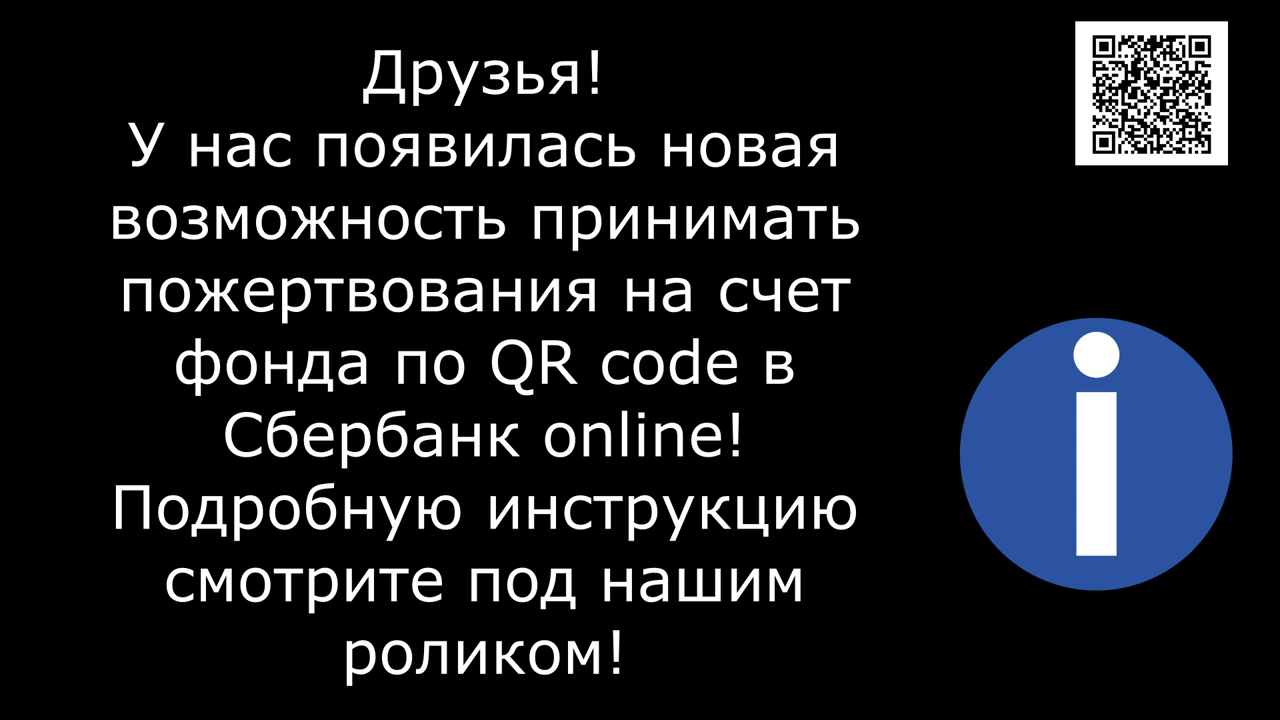 Друзья!
У нас появилась новая
возможность принимать
пожертвования на счет
фонда по QR code в
Сбербанк online!
Подробную инструкцию
смотрите под нашим
роликом!
i